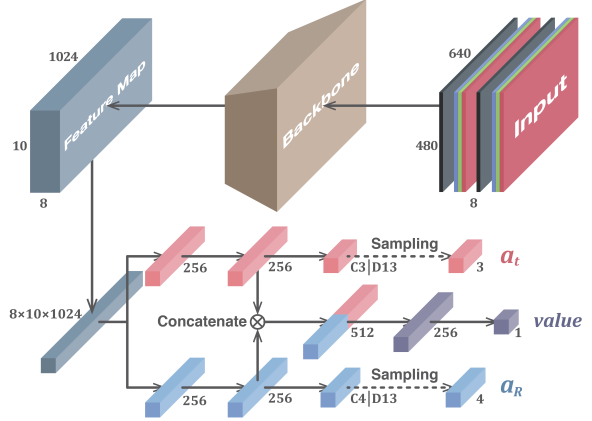 1024
640
Feature Map
Backbone
Input
10
480
8
8
Sampling
256
256
C3|D13
3
a_t
8×10×1024
Concatenate
512
256
1
value
Sampling
256
256
C4|D13
4
a_R